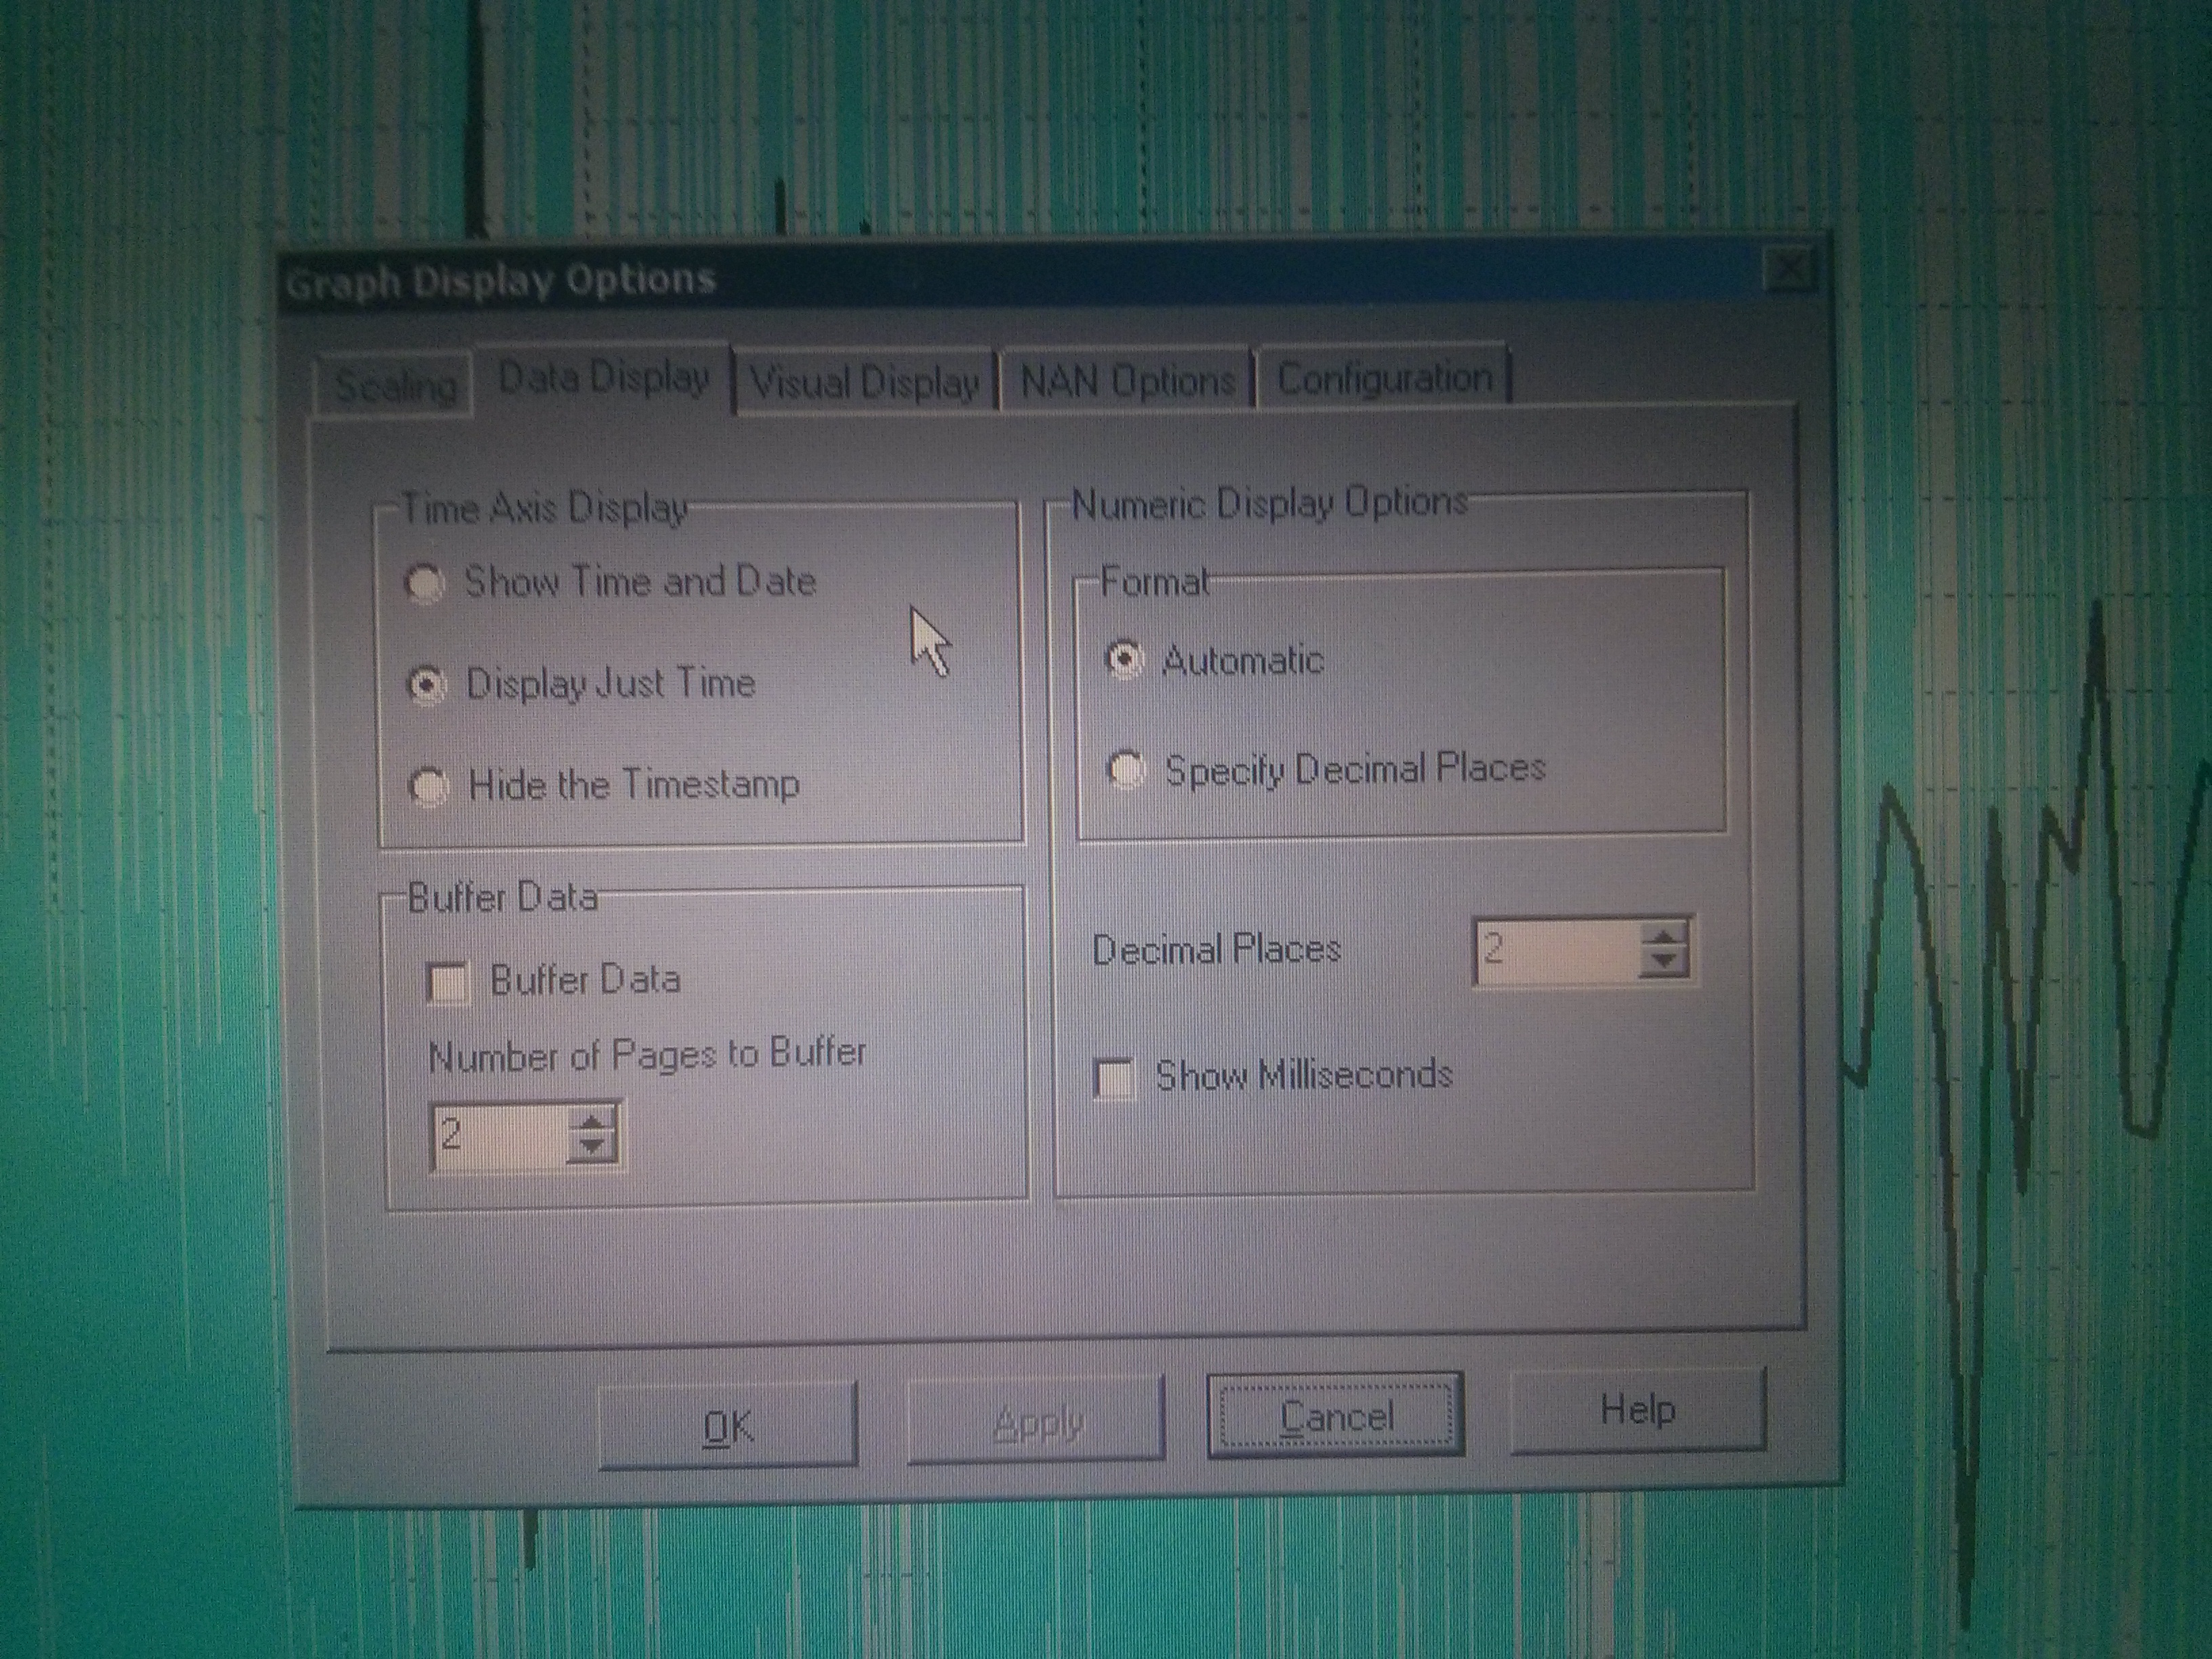 Graph Display Options
Scaling Data Display Visual Display NAN Options Configuration
Time Axis Display
Show Time and Date
Display Just Time
Hide the Timestamp
Buffer Data
Buffer Data
Number of Pages to Buffer
2
Numeric Display Options
Format
Automatic
Specify Decimal Places
Decimal Places 2
Show Milliseconds
OK Apply Cancel Help